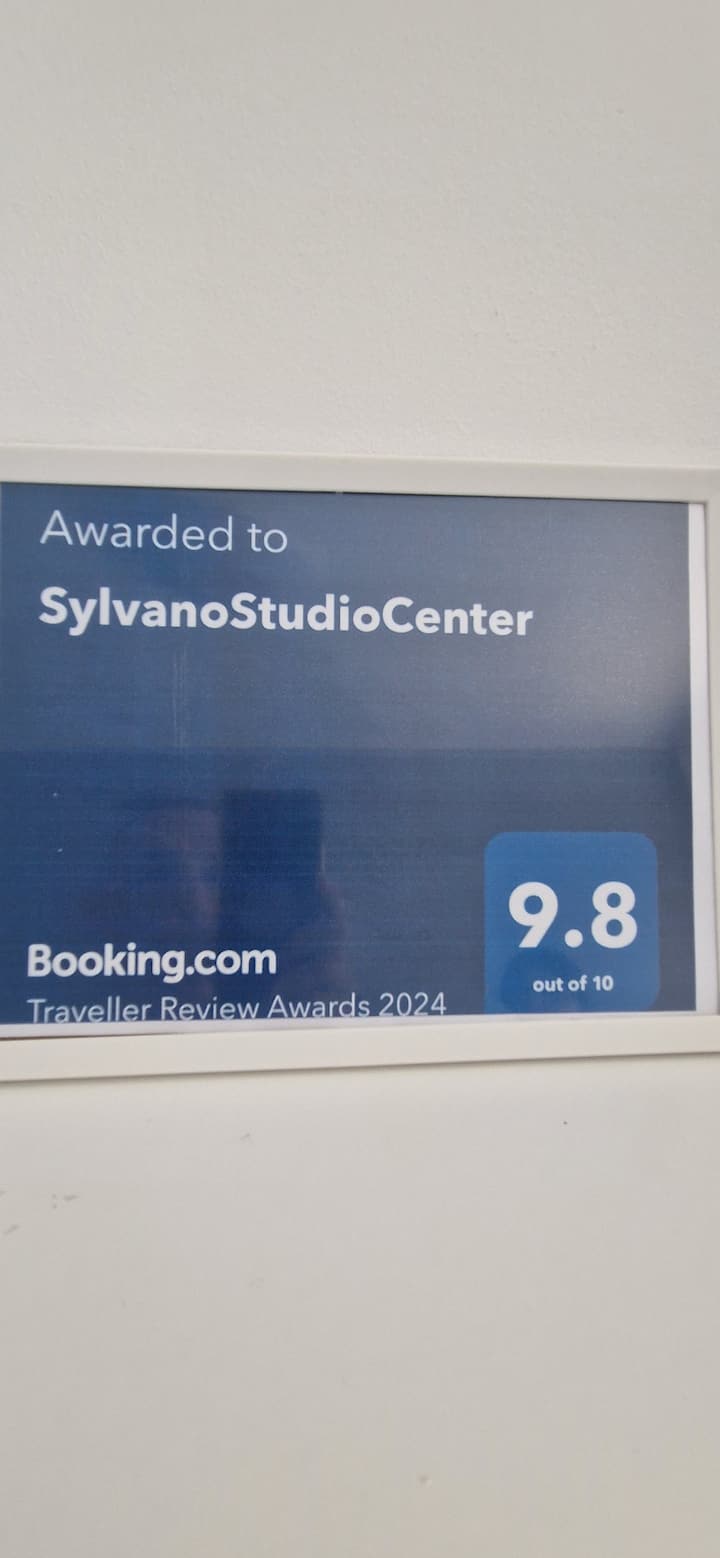 Awarded to
SylvanoStudioCenter
9.8
out of 10
Booking.com
Traveller Review Awards 2024